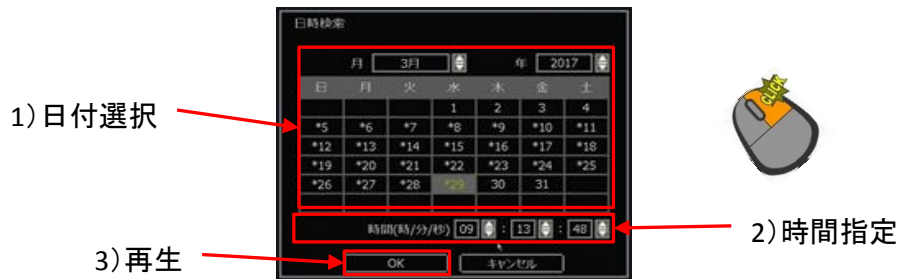 日時検索
月 3月 年 2017
日 月 火 水 木 金 土
1 2 3 4
*5 *6 *7 *8 *9 *10 *11
*12 *13 *14 *15 *16 *17 *18
*19 *20 *21 *22 *23 *24 *25
*26 *27 *28 *29 30 31
時間(時/分/秒) 09 : 13 : 48
OK キャンセル
1)日付選択
2)時間指定
3)再生
CLICK